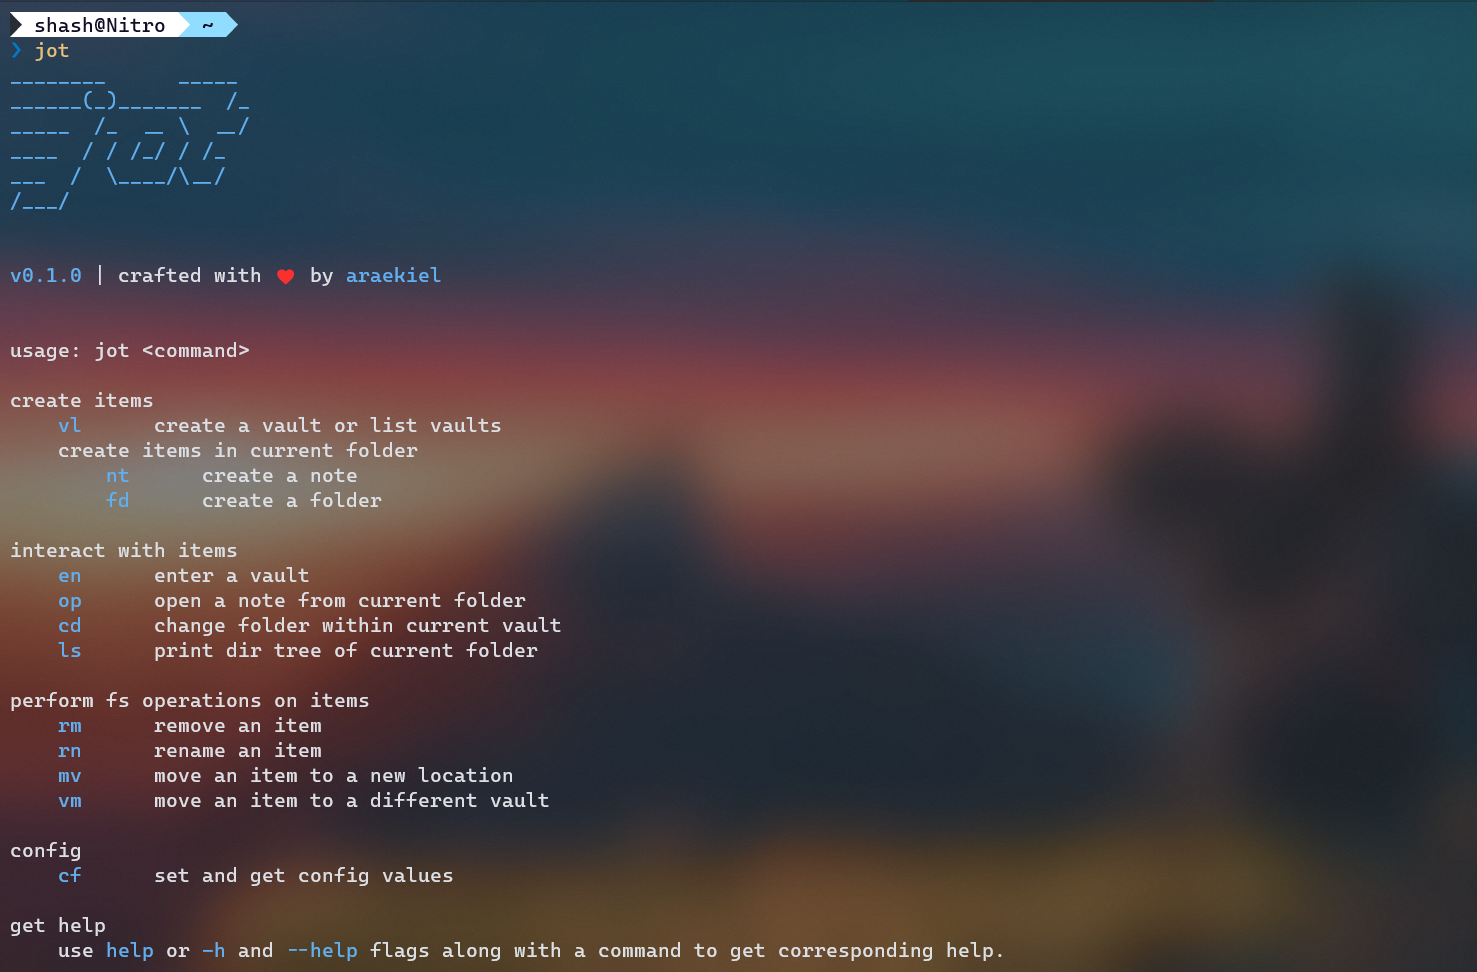 shash@Nitro ~
❯ jot
________      _____
______(_)_______  /_
_____  /_  __ \  __/
____  / / /_/ / /_
___  /  \____/\__/
/___/
v0.1.0 | crafted with ❤ by araekiel
usage: jot <command>
create items
    vl      create a vault or list vaults
    create items in current folder
        nt      create a note
        fd      create a folder
interact with items
    en      enter a vault
    op      open a note from current folder
    cd      change folder within current vault
    ls      print dir tree of current folder
perform fs operations on items
    rm      remove an item
    rn      rename an item
    mv      move an item to a new location
    vm      move an item to a different vault
config
    cf      set and get config values
get help
    use help or -h and --help flags along with a command to get corresponding help.